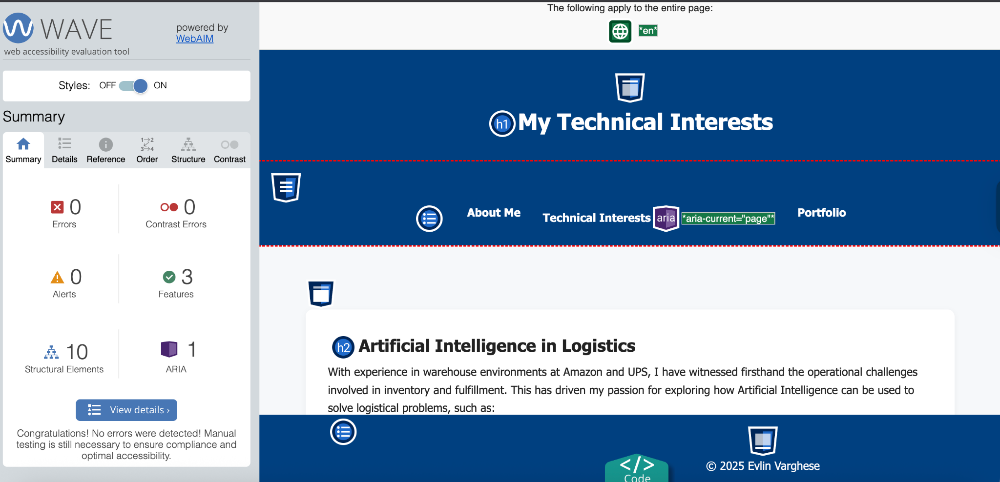 WAVE
powered by
WebAIM
web accessibility evaluation tool
Styles: OFF ON
Summary
Summary
Details
Reference
1→2
3→4
Order
Structure
Contrast
0
Errors
0
Contrast Errors
0
Alerts
3
Features
10
Structural Elements
1
ARIA
View details ›
Congratulations! No errors were detected! Manual
testing is still necessary to ensure compliance and
optimal accessibility.
The following apply to the entire page:
*en*
h1 My Technical Interests
About Me
Technical Interests aria *aria-current="page"*
Portfolio
h2 Artificial Intelligence in Logistics
With experience in warehouse environments at Amazon and UPS, I have witnessed firsthand the operational challenges
involved in inventory and fulfillment. This has driven my passion for exploring how Artificial Intelligence can be used to
solve logistical problems, such as:
</>
Code
© 2025 Evlin Varghese